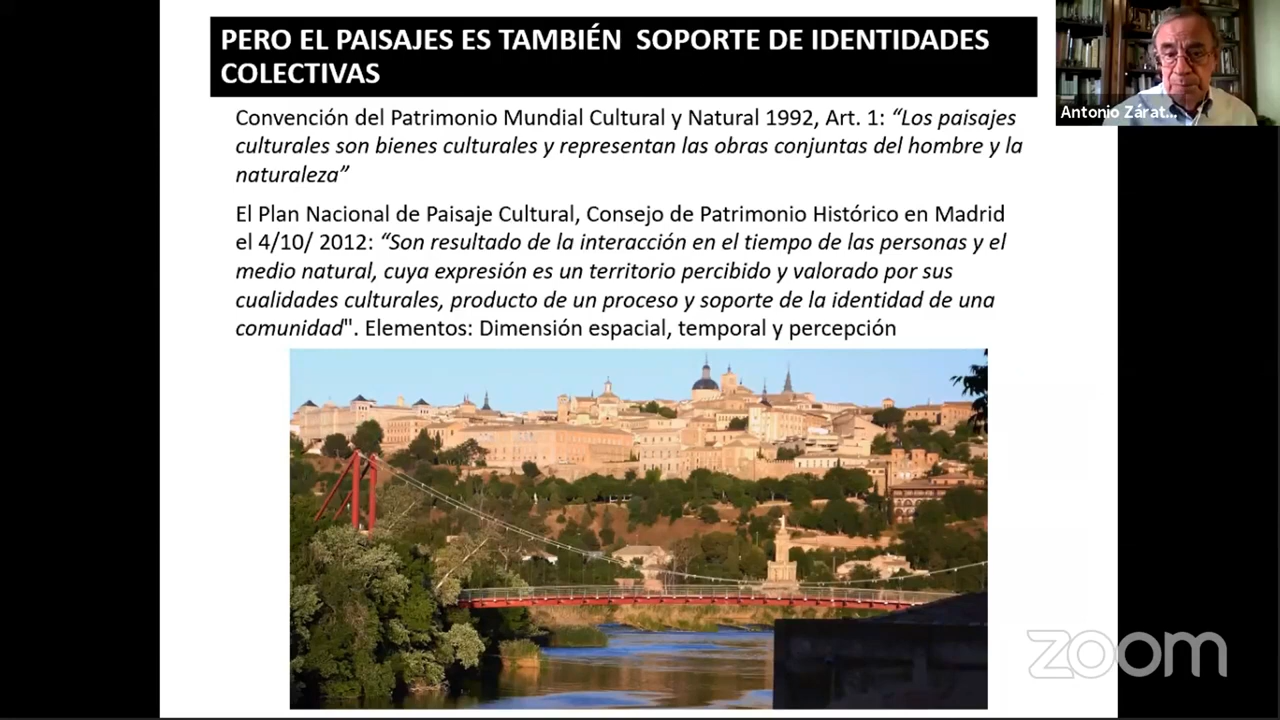 PERO EL PAISAJES ES TAMBIÉN SOPORTE DE IDENTIDADES
COLECTIVAS
Convención del Patrimonio Mundial Cultural y Natural 1992, Art. 1: “Los paisajes
culturales son bienes culturales y representan las obras conjuntas del hombre y la
naturaleza”
El Plan Nacional de Paisaje Cultural, Consejo de Patrimonio Histórico en Madrid
el 4/10/ 2012: “Son resultado de la interacción en el tiempo de las personas y el
medio natural, cuya expresión es un territorio percibido y valorado por sus
cualidades culturales, producto de un proceso y soporte de la identidad de una
comunidad". Elementos: Dimensión espacial, temporal y percepción
Antonio Zárat...
zoom